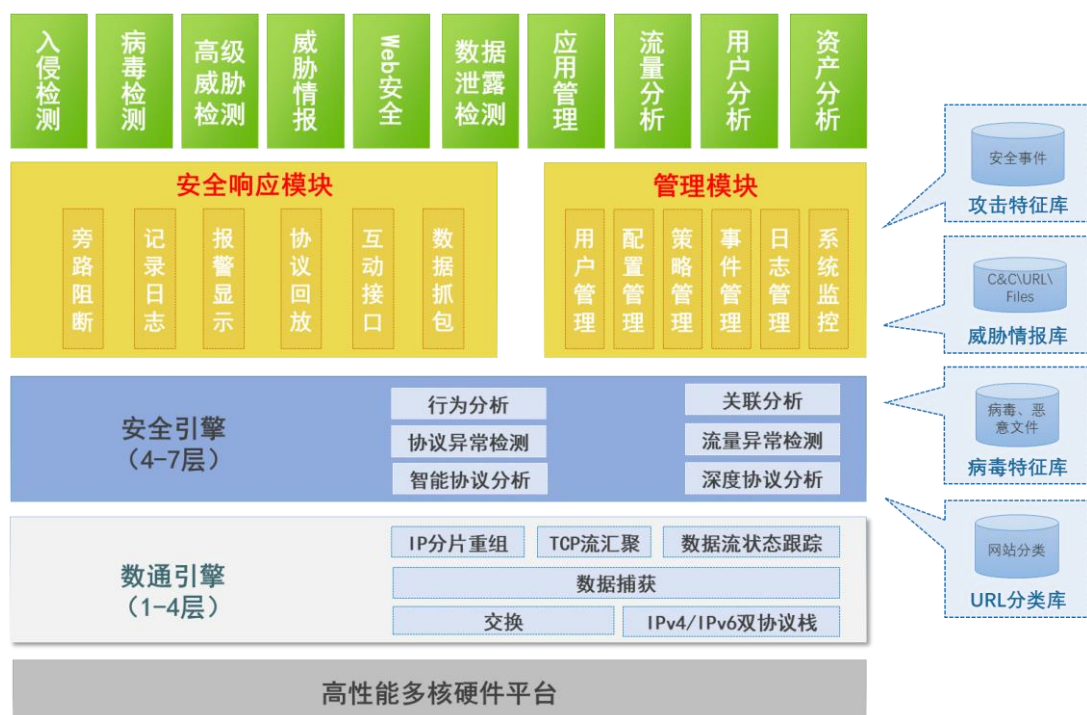 入侵检测
病毒检测
高级
威胁
检测
威胁情报
Web安全
数据
泄露
检测
应用管理
流量分析
用户分析
资产分析
安全响应模块
旁路阻断
记录日志
报警显示
协议回放
互动接口
数据抓包
管理模块
用户管理
配置管理
策略管理
事件管理
日志管理
系统监控
安全引擎
(4-7层)
行为分析
关联分析
协议异常检测
流量异常检测
智能协议分析
深度协议分析
数通引擎
(1-4层)
IP分片重组
TCP流汇聚
数据流状态跟踪
数据捕获
交换
IPv4/IPv6双协议栈
高性能多核硬件平台
安全事件
攻击特征库
C&C\URL\
Files
威胁情报库
病毒、恶
意文件
病毒特征库
网站分类
URL分类库